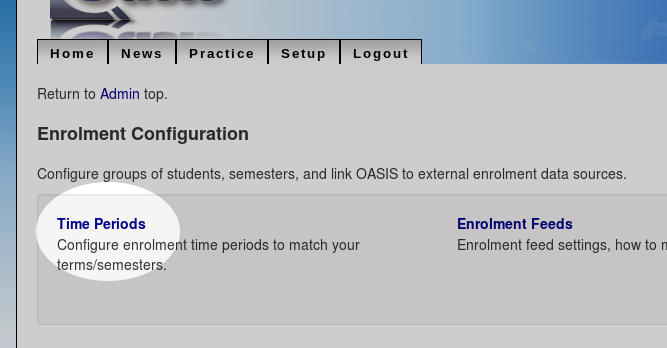 Home News Practice Setup Logout
Return to Admin top.
Enrolment Configuration
Configure groups of students, semesters, and link OASIS to external enrolment data sources.
Time Periods
Configure enrolment time periods to match your
terms/semesters.
Enrolment Feeds
Enrolment feed settings, how to